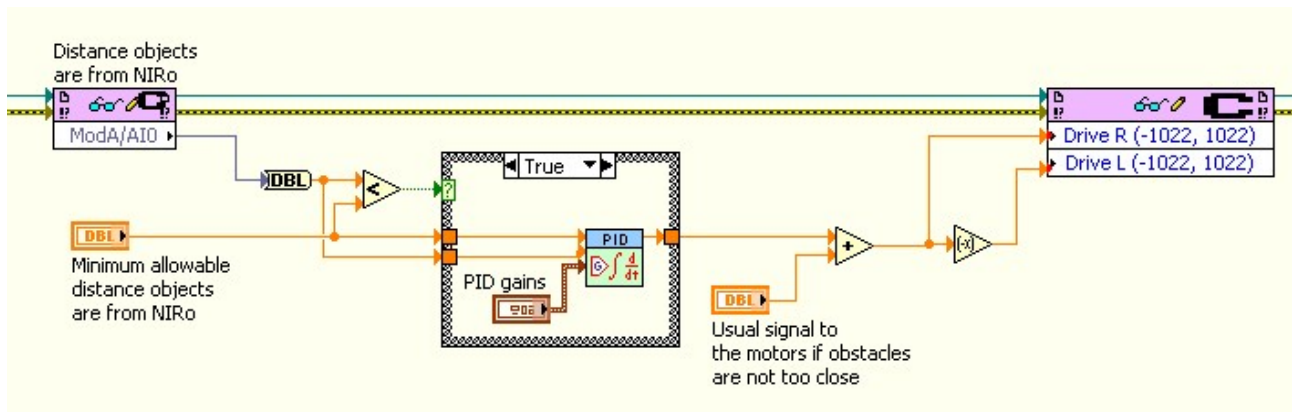 Distance objects
are from NIRo
ModA/AI0
DBL
<
True
?
DBL
Minimum allowable
distance objects
are from NIRo
PID
G ∫ d/dt
PID gains
+
DBL
Usual signal to
the motors if obstacles
are not too close
(-x)
Drive R (-1022, 1022)
Drive L (-1022, 1022)